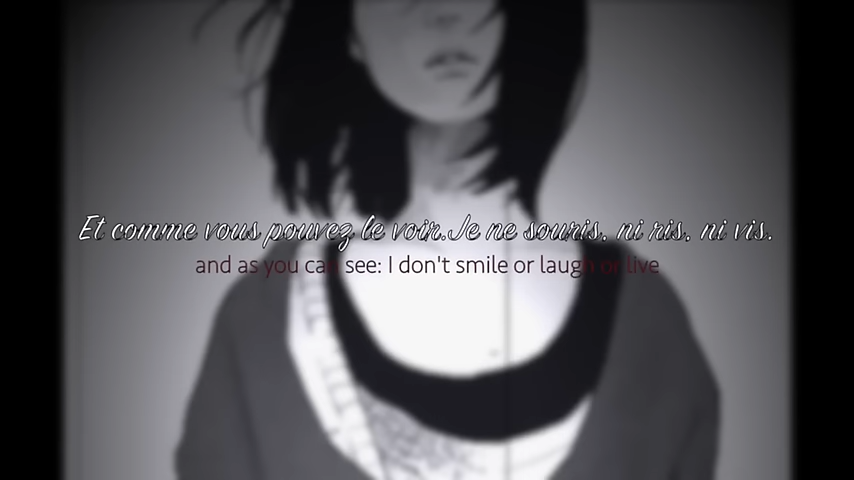 Et comme vous pouvez le voir.Je ne souris, ni ris, ni vis.
and as you can see: I don't smile or laugh or live